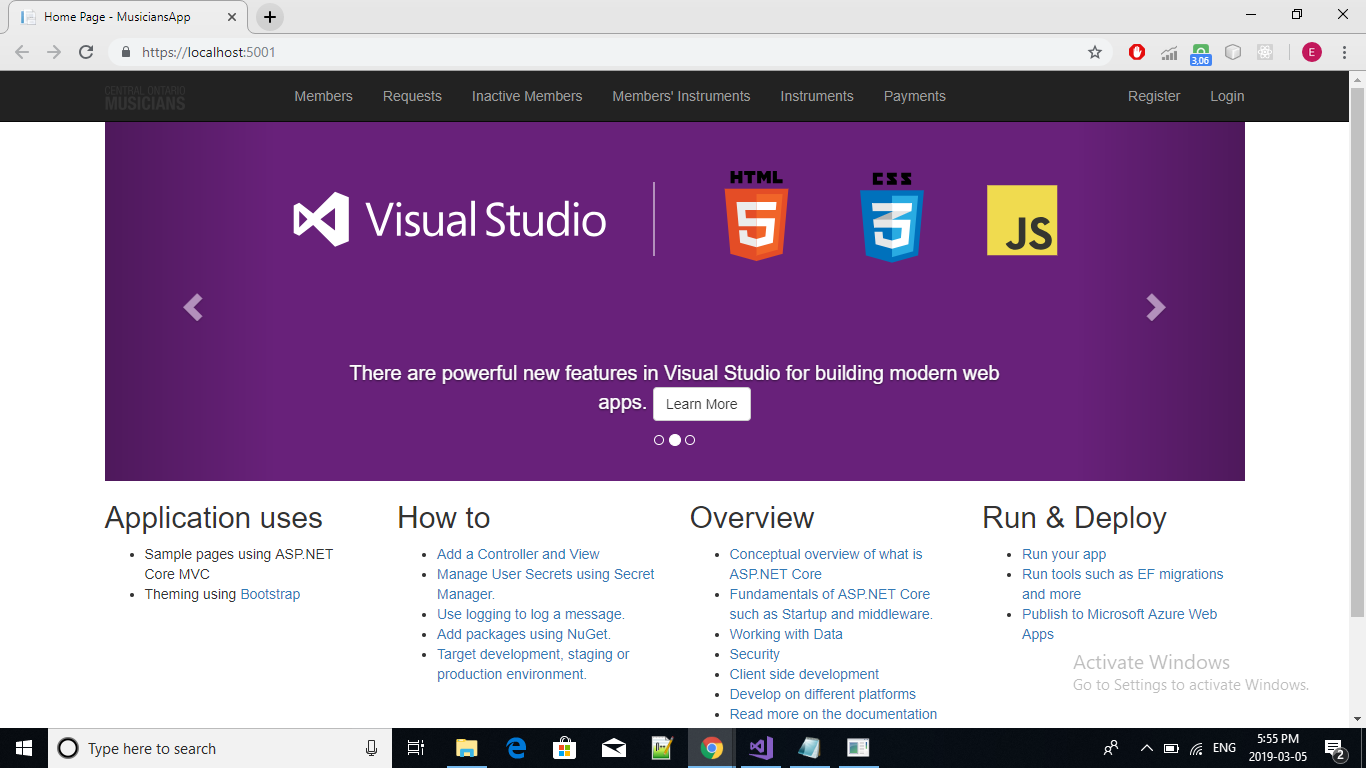 Home Page - MusiciansApp
https://localhost:5001
3.06
E
CENTRAL ONTARIO
MUSICIANS
Members Requests Inactive Members Members' Instruments Instruments Payments Register Login
Visual Studio
HTML
5
CSS
3
JS
There are powerful new features in Visual Studio for building modern web
apps. Learn More
Application uses
Sample pages using ASP.NET
Core MVC
Theming using Bootstrap
How to
Add a Controller and View
Manage User Secrets using Secret
Manager.
Use logging to log a message.
Add packages using NuGet.
Target development, staging or
production environment.
Overview
Conceptual overview of what is
ASP.NET Core
Fundamentals of ASP.NET Core
such as Startup and middleware.
Working with Data
Security
Client side development
Develop on different platforms
Read more on the documentation
Run & Deploy
Run your app
Run tools such as EF migrations
and more
Publish to Microsoft Azure Web
Apps
Activate Windows
Go to Settings to activate Windows.
Type here to search
ENG
5:55 PM
2019-03-05
2